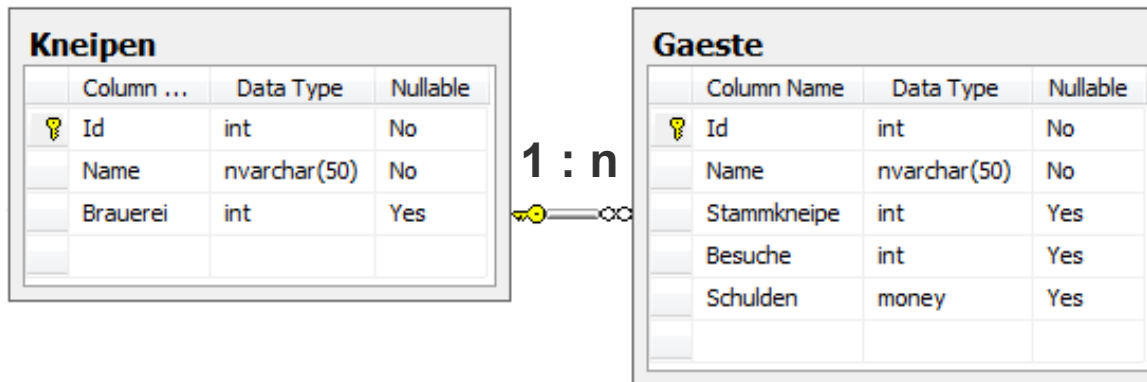 Kneipen
Column ... Data Type Nullable
Id int No
Name nvarchar(50) No
Brauerei int Yes
1 : n
Gaeste
Column Name Data Type Nullable
Id int No
Name nvarchar(50) No
Stammkneipe int Yes
Besuche int Yes
Schulden money Yes